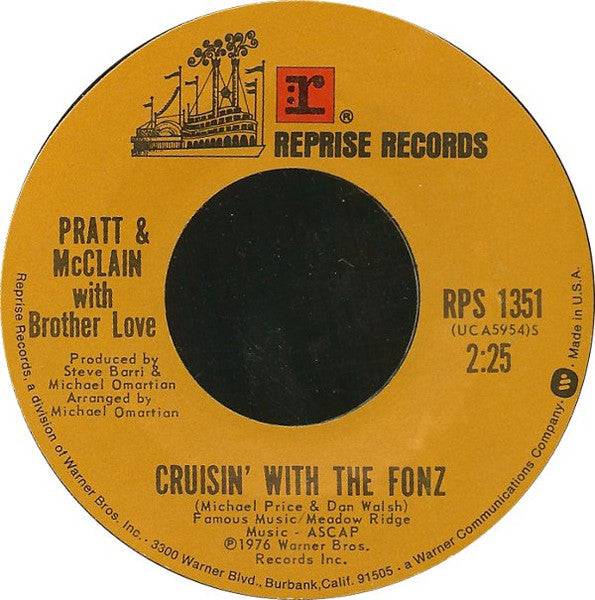 r®
REPRISE RECORDS
PRATT &
McCLAIN
with
Brother Love
Produced by
Steve Barri &
Michael Omartian
Arranged by
Michael Omartian
RPS 1351
(UCA5954)S
2:25
CRUISIN' WITH THE FONZ
(Michael Price & Dan Walsh)
Famous Music/Meadow Ridge
Music - ASCAP
℗1976 Warner Bros.
Records Inc.
Reprise Records, a division of Warner Bros. Inc. · 3300 Warner Blvd., Burbank, Calif. 91505 · a Warner Communications Company · Made in U.S.A.